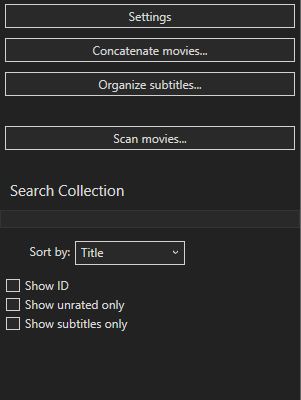 Settings
Concatenate movies...
Organize subtitles...
Scan movies...
Search Collection
Sort by: Title
Show ID
Show unrated only
Show subtitles only